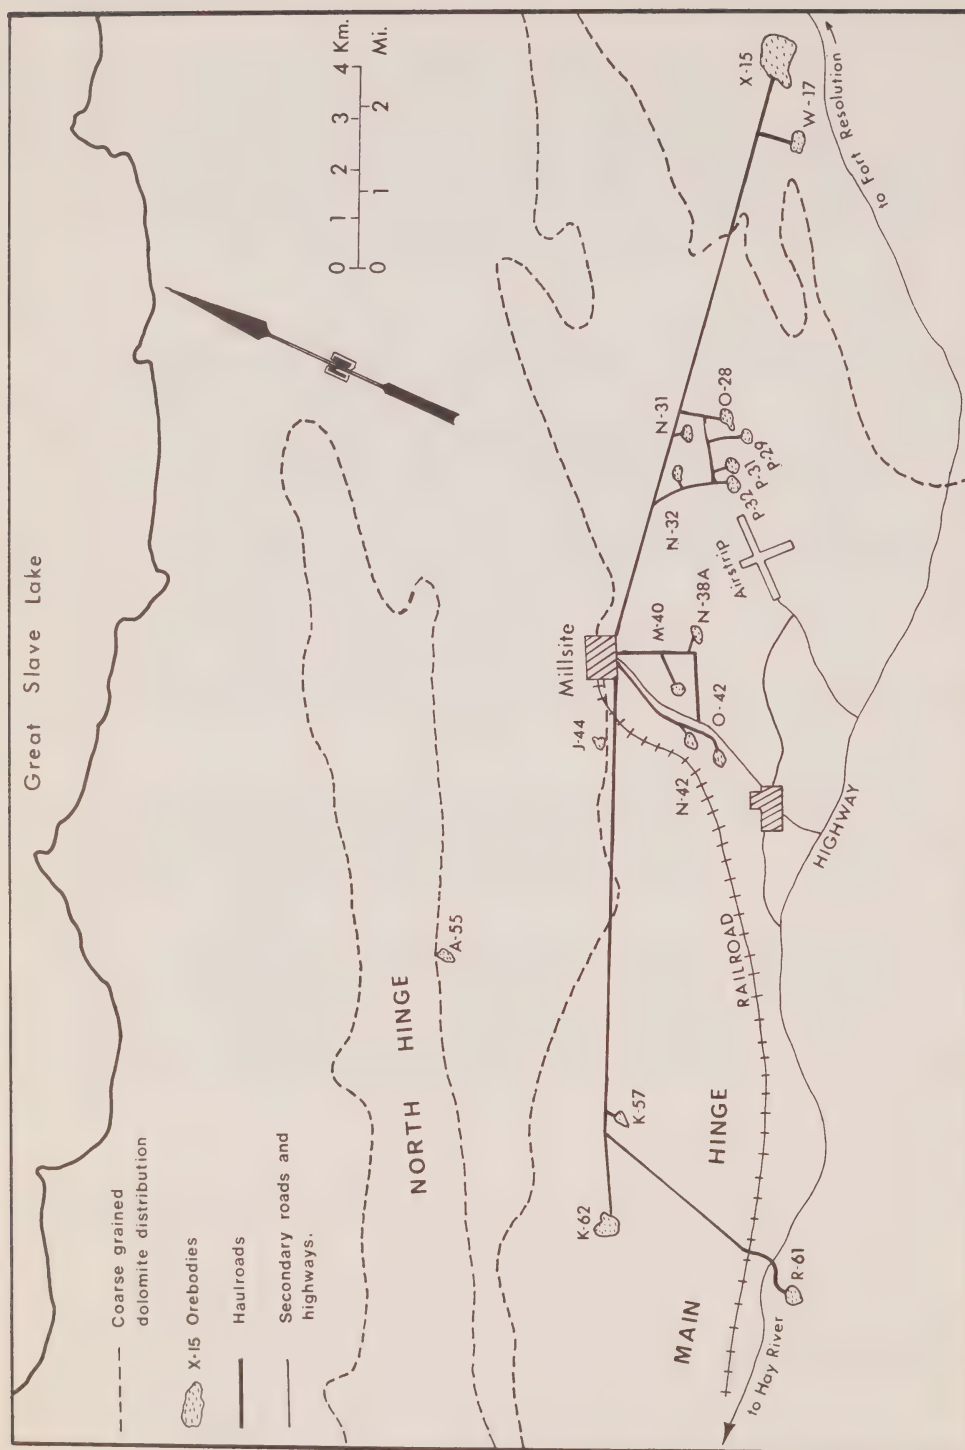 Great Slave Lake
0 1 2 3 4 Km.
0 1 2 Mi.
Coarse grained
dolomite distribution
X-15 Orebodies
Haulroads
Secondary roads and
highways.
NORTH HINGE
A-55
Millsite
J-44
M-40
N-38A
O-42
N-42
K-62
K-57
R-61
MAIN HINGE
RAILROAD
HIGHWAY
to Hay River
Airstrip
N-32
N-31
P-32
P-31
P-29
O-28
X-15
W-17
to Fort Resolution